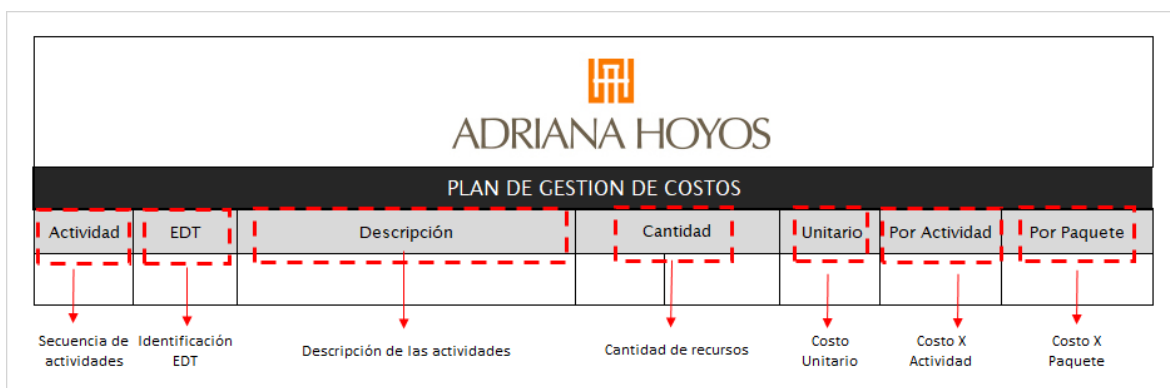 ADRIANA HOYOS
PLAN DE GESTION DE COSTOS
Actividad EDT Descripción Cantidad Unitario Por Actividad Por Paquete
Secuencia de actividades
Identificación EDT
Descripción de las actividades
Cantidad de recursos
Costo Unitario
Costo X Actividad
Costo X Paquete